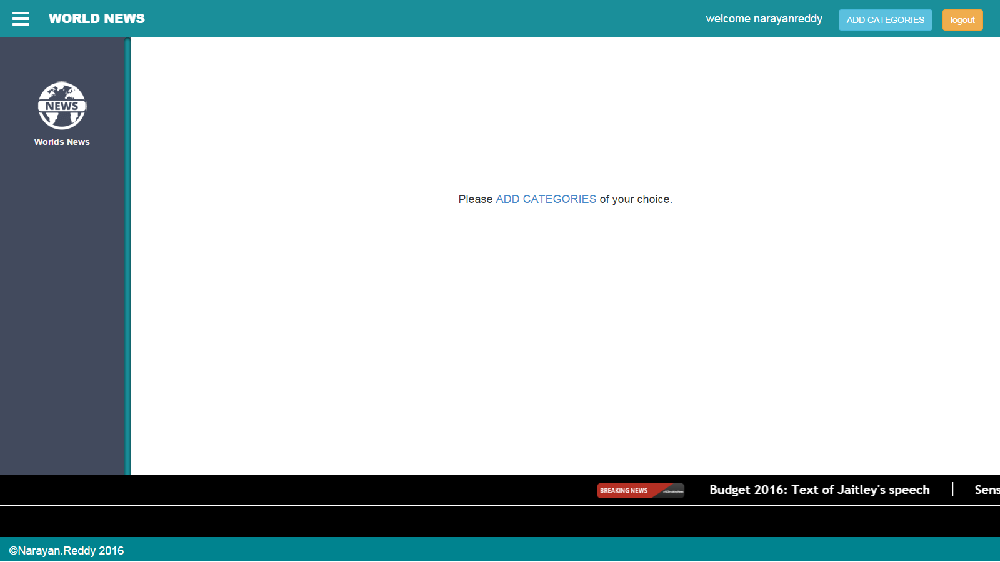 WORLD NEWS
welcome narayanreddy
ADD CATEGORIES
logout
NEWS
Worlds News
Please ADD CATEGORIES of your choice.
BREAKING NEWS
Budget 2016: Text of Jaitley's speech | Sens
©Narayan.Reddy 2016